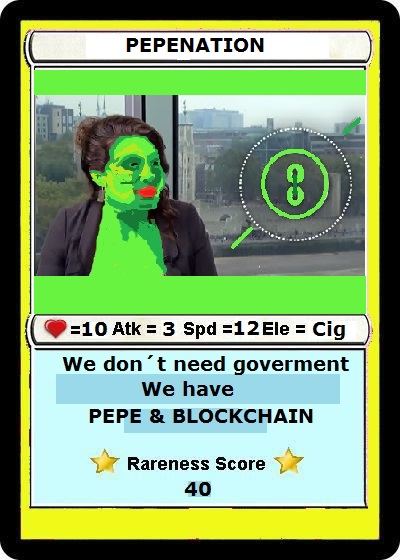 PEPENATION
=10 Atk = 3 Spd =12 Ele = Cig
We don´t need goverment
We have
PEPE & BLOCKCHAIN
Rareness Score
40